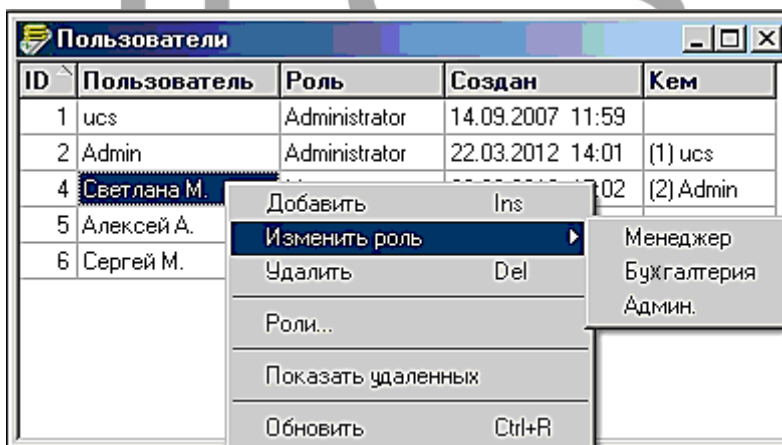 Пользователи
ID Пользователь Роль Создан Кем
1 ucs Administrator 14.09.2007 11:59
2 Admin Administrator 22.03.2012 14:01 (1) ucs
4 Светлана М. :02 (2) Admin
Добавить Ins
5 Алексей А.
Изменить роль Менеджер
6 Сергей М.
Удалить Del Бухгалтерия
Админ.
Роли...
Показать удаленных
Обновить Ctrl+R